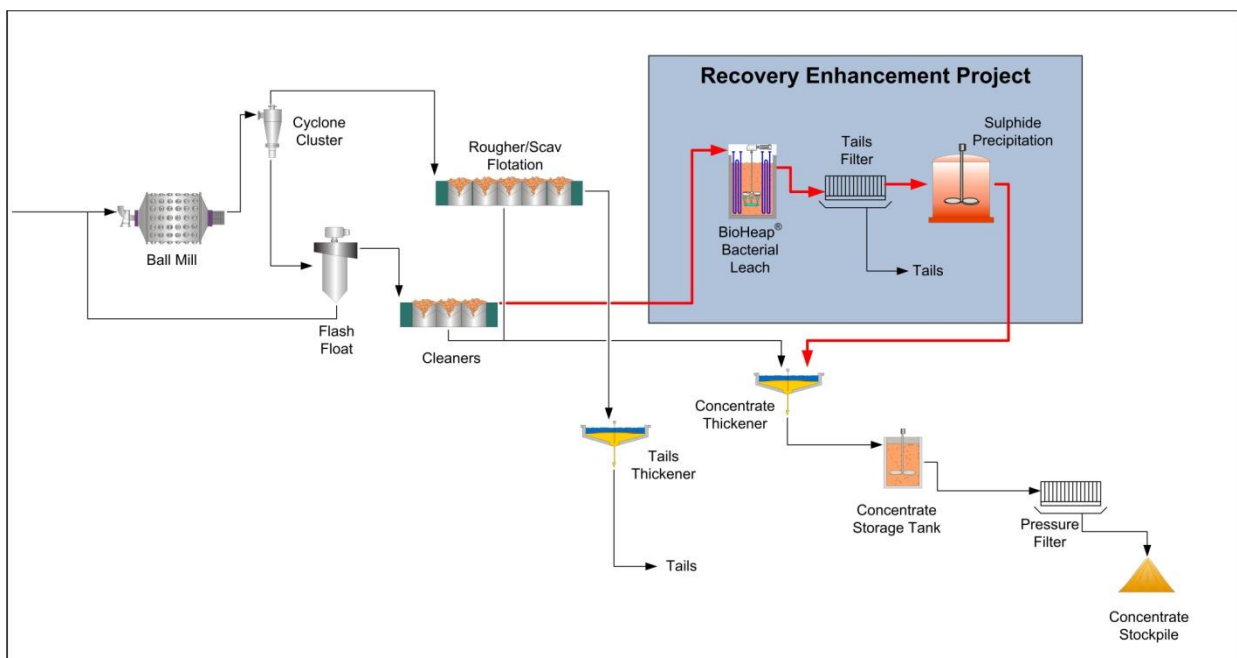 Recovery Enhancement Project
Cyclone
Cluster
Rougher/Scav
Flotation
Tails
Filter
Sulphide
Precipitation
BioHeap®
Bacterial
Leach
Tails
Ball Mill
Flash
Float
Cleaners
Concentrate
Thickener
Tails
Thickener
Concentrate
Storage Tank
Pressure
Filter
Tails
Concentrate
Stockpile